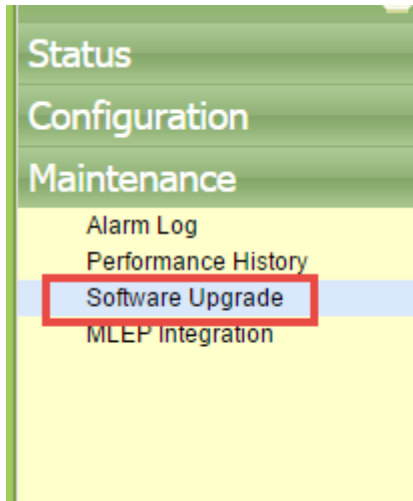 Status
Configuration
Maintenance
Alarm Log
Performance History
Software Upgrade
MLEP Integration